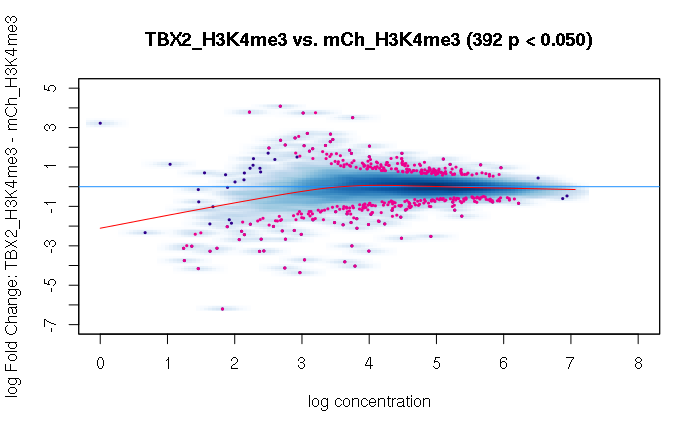 TBX2_H3K4me3 vs. mCh_H3K4me3 (392 p < 0.050)
log Fold Change: TBX2_H3K4me3 - mCh_H3K4me3
5
3
1
-1
-3
-5
-7
0 1 2 3 4 5 6 7 8
log concentration